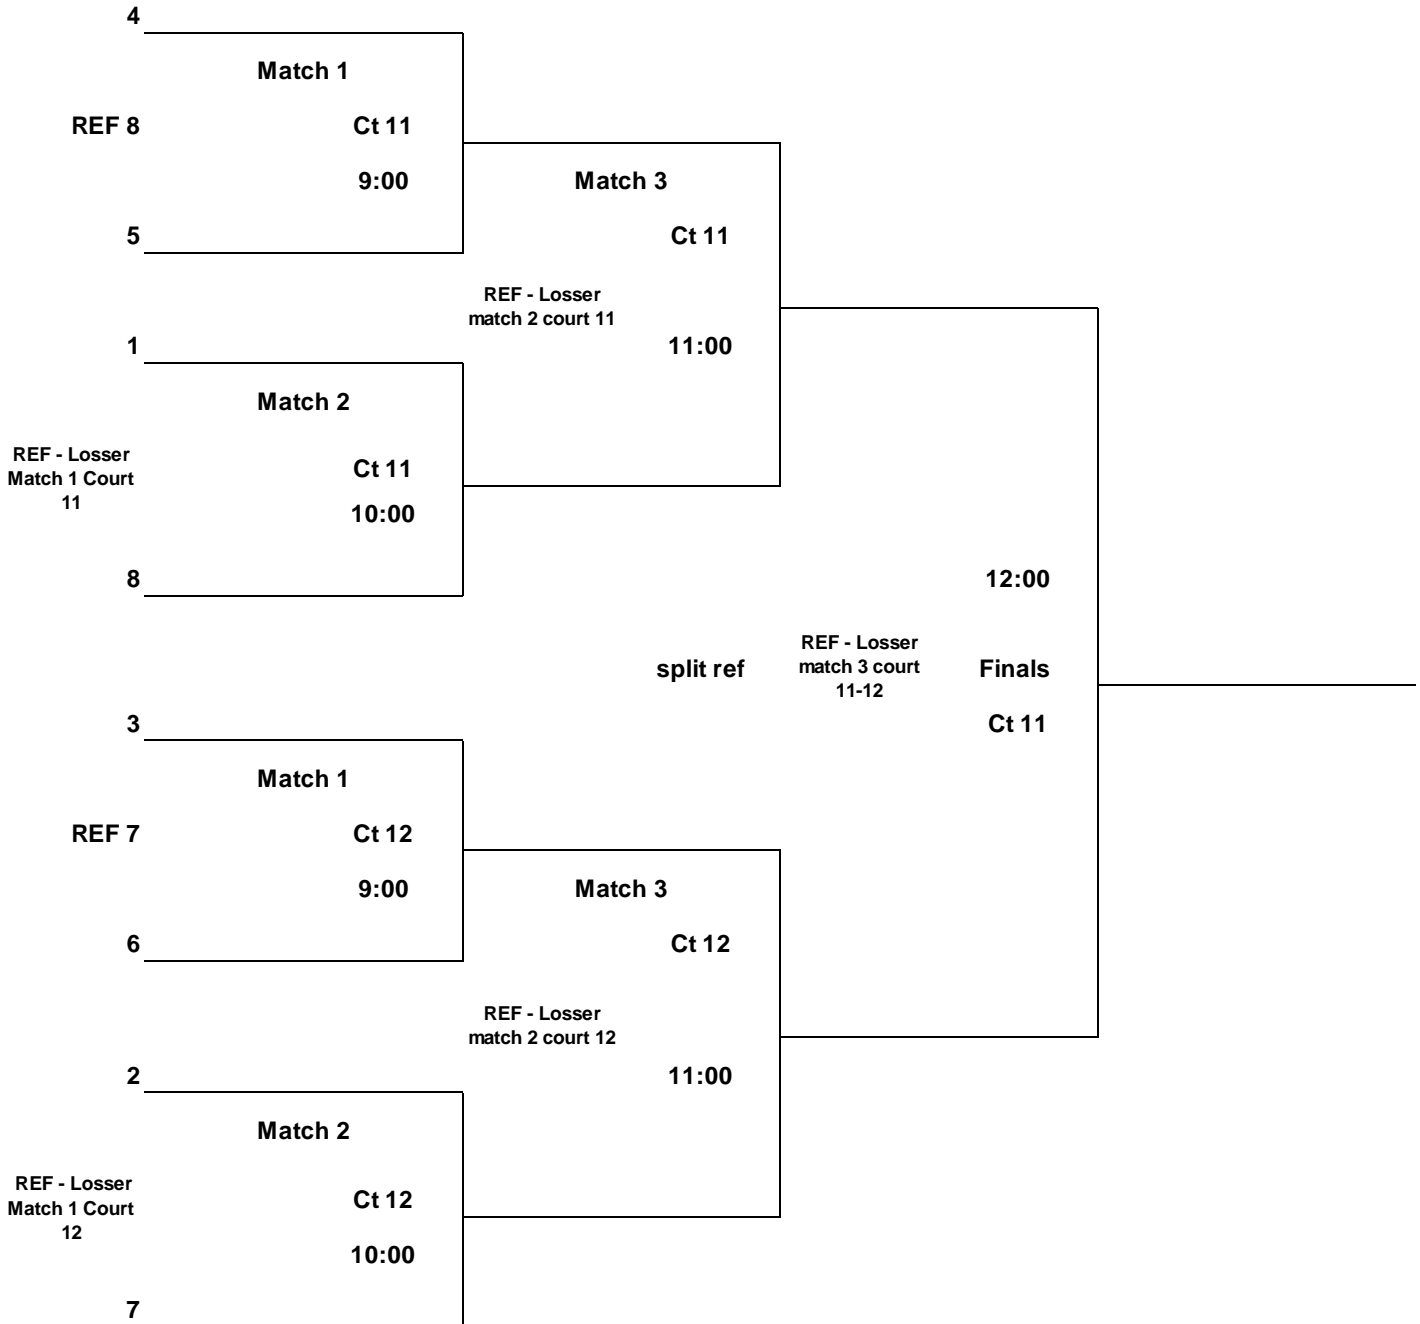 4
Match 1
REF 8
Ct 11
9:00
Match 3
5
Ct 11
REF - Losser
match 2 court 11
1
11:00
Match 2
REF - Losser
Match 1 Court
11
Ct 11
10:00
8
12:00
split ref
REF - Losser
match 3 court
11-12
Finals
3
Ct 11
Match 1
REF 7
Ct 12
9:00
Match 3
6
Ct 12
REF - Losser
match 2 court 12
2
11:00
Match 2
REF - Losser
Match 1 Court
12
Ct 12
10:00
7